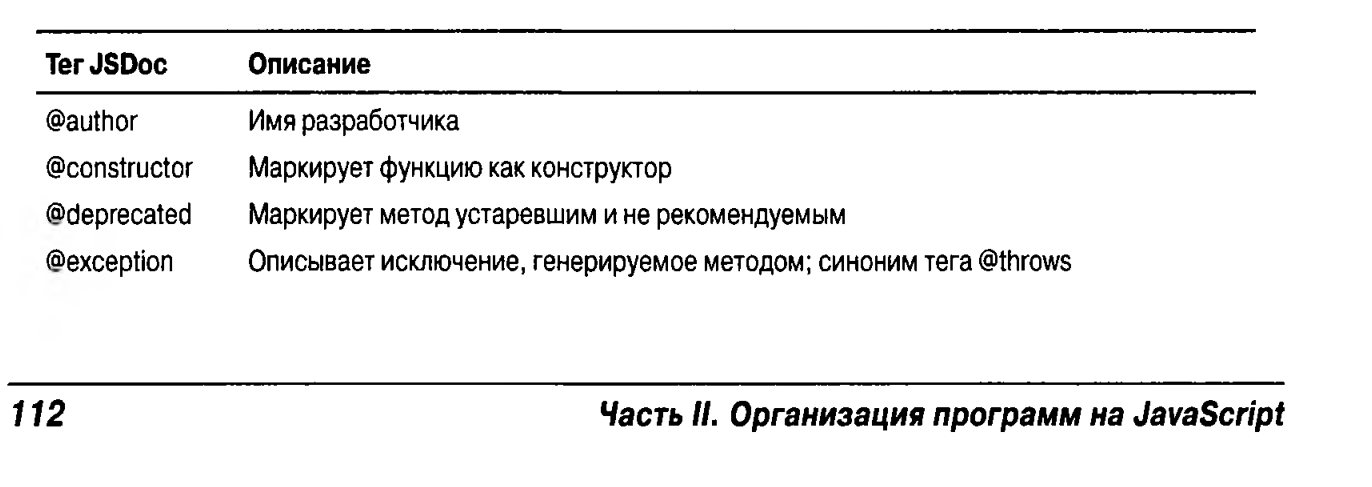 Тег JSDoc Описание
@author Имя разработчика
@constructor Маркирует функцию как конструктор
@deprecated Маркирует метод устаревшим и не рекомендуемым
@exception Описывает исключение, генерируемое методом; синоним тега @throws
112 Часть II. Организация программ на JavaScript